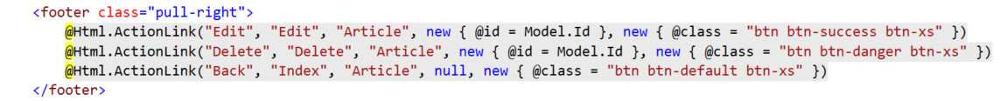 <footer class="pull-right">
    @Html.ActionLink("Edit", "Edit", "Article", new { @id = Model.Id }, new { @class = "btn btn-success btn-xs" })
    @Html.ActionLink("Delete", "Delete", "Article", new { @id = Model.Id }, new { @class = "btn btn-danger btn-xs" })
    @Html.ActionLink("Back", "Index", "Article", null, new { @class = "btn btn-default btn-xs" })
</footer>